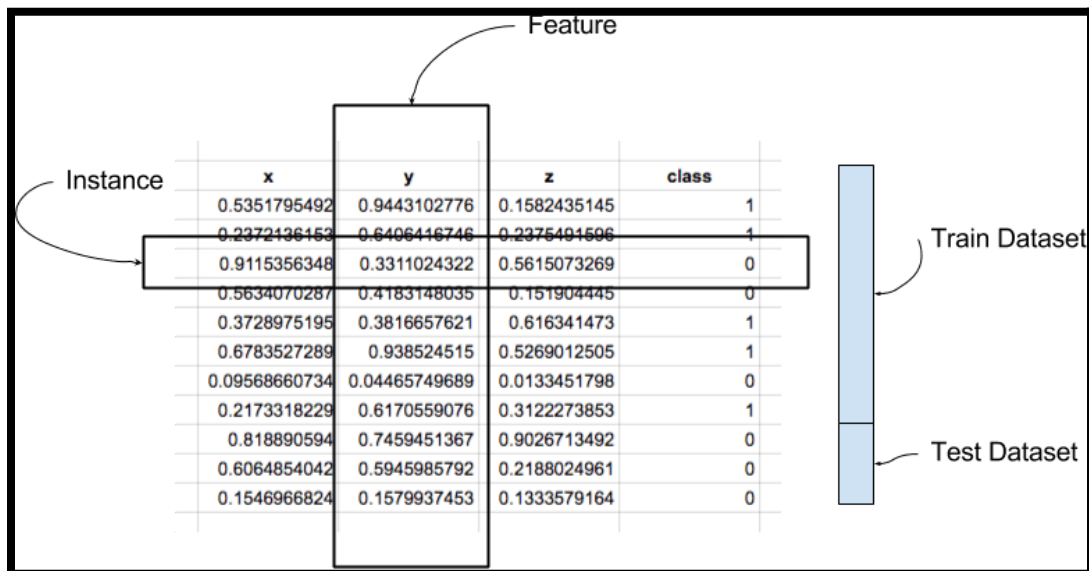 Feature
Instance
x y z class
0.5351795492 0.9443102776 0.1582435145 1
0.2372136153 0.6406416746 0.2375491596 1
0.9115356348 0.3311024322 0.5615073269 0
0.5634070287 0.4183148035 0.151904445 0
0.3728975195 0.3816657621 0.616341473 1
0.6783527289 0.938524515 0.5269012505 1
0.09568660734 0.04465749689 0.0133451798 0
0.2173318229 0.6170559076 0.3122273853 1
0.818890594 0.7459451367 0.9026713492 0
0.6064854042 0.5945985792 0.2188024961 0
0.1546966824 0.1579937453 0.1333579164 0
Train Dataset
Test Dataset